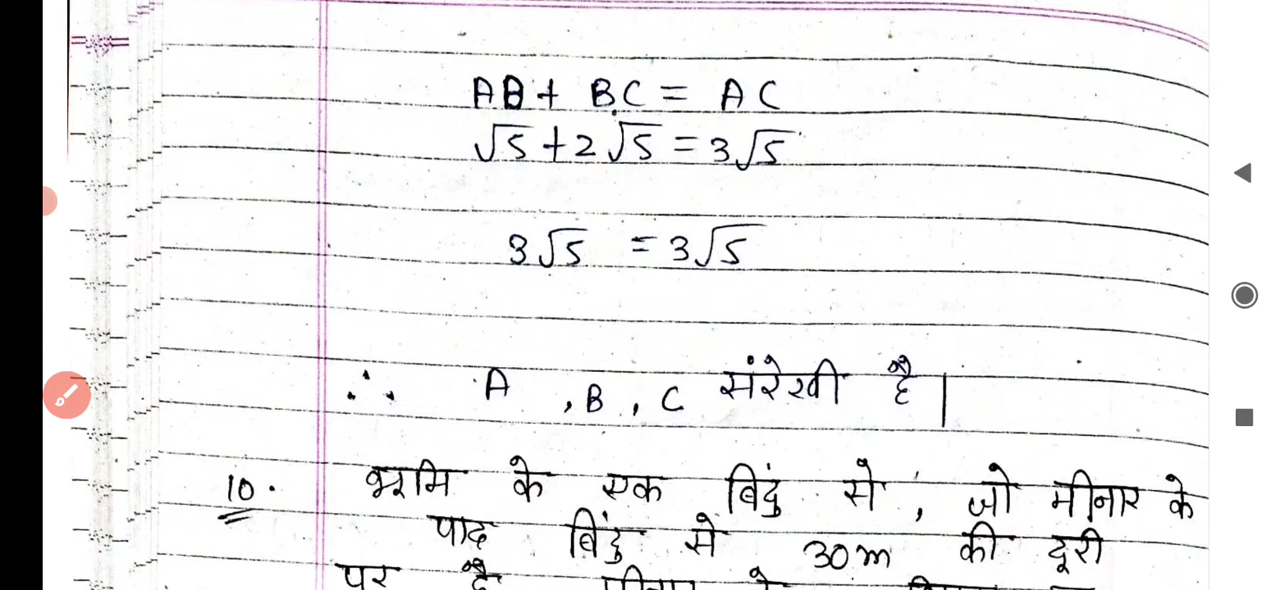 AB + BC = AC
√5 + 2√5 = 3√5
3√5 = 3√5
∴ A , B , C संरेखी है।
10. भूमि के एक बिंदुं से , जो मीनार के
पाद बिंदुं से 30m की दूरी
पर है